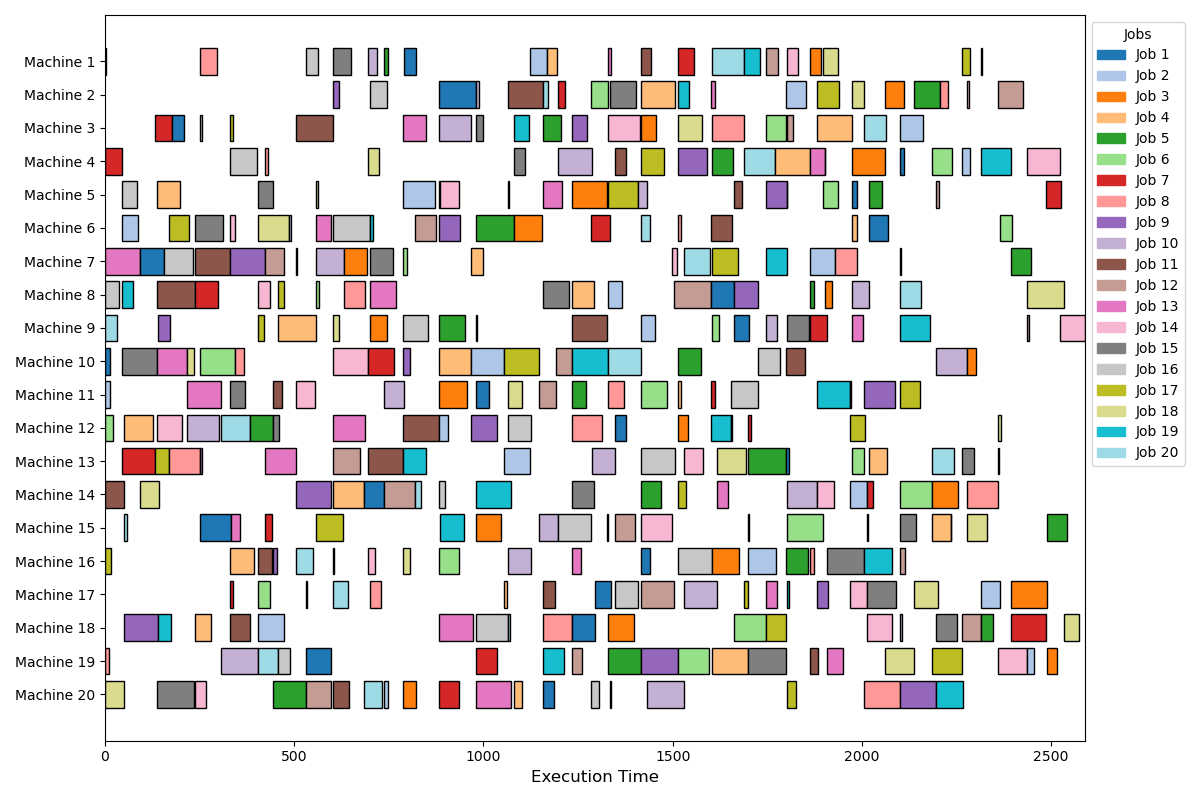 Machine 1
Machine 2
Machine 3
Machine 4
Machine 5
Machine 6
Machine 7
Machine 8
Machine 9
Machine 10
Machine 11
Machine 12
Machine 13
Machine 14
Machine 15
Machine 16
Machine 17
Machine 18
Machine 19
Machine 20
0 500 1000 1500 2000 2500
Execution Time
Jobs
Job 1
Job 2
Job 3
Job 4
Job 5
Job 6
Job 7
Job 8
Job 9
Job 10
Job 11
Job 12
Job 13
Job 14
Job 15
Job 16
Job 17
Job 18
Job 19
Job 20